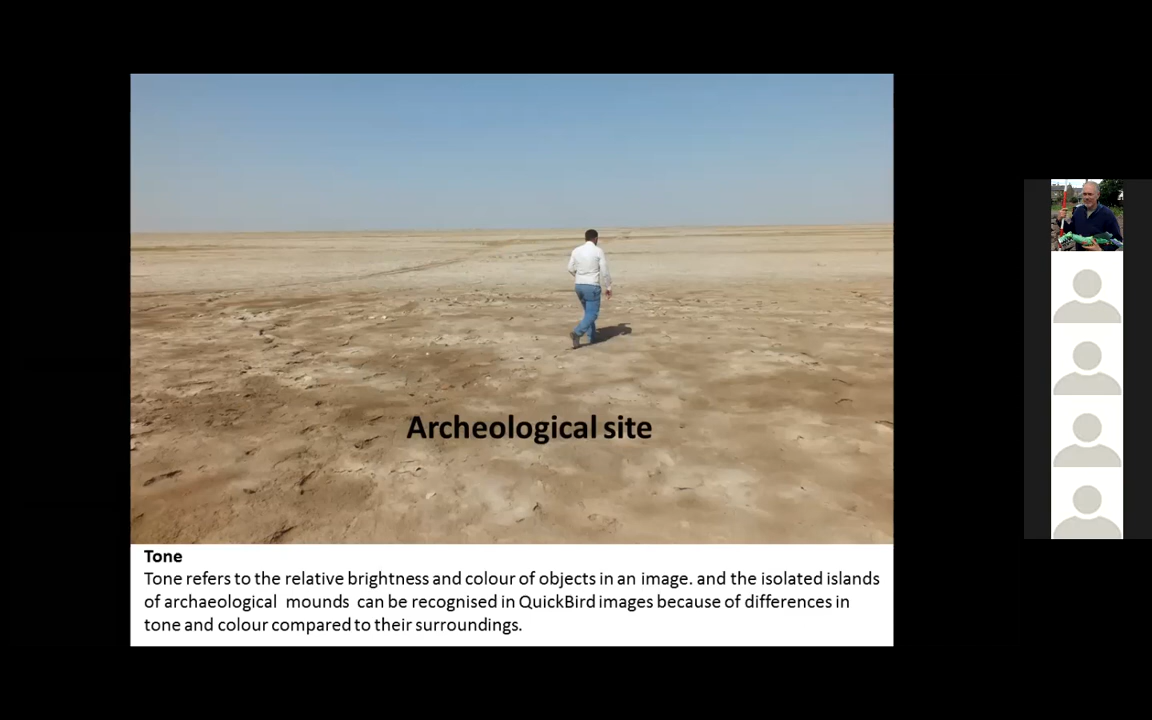 Archeological site
Tone
Tone refers to the relative brightness and colour of objects in an image. and the isolated islands
of archaeological mounds can be recognised in QuickBird images because of differences in
tone and colour compared to their surroundings.